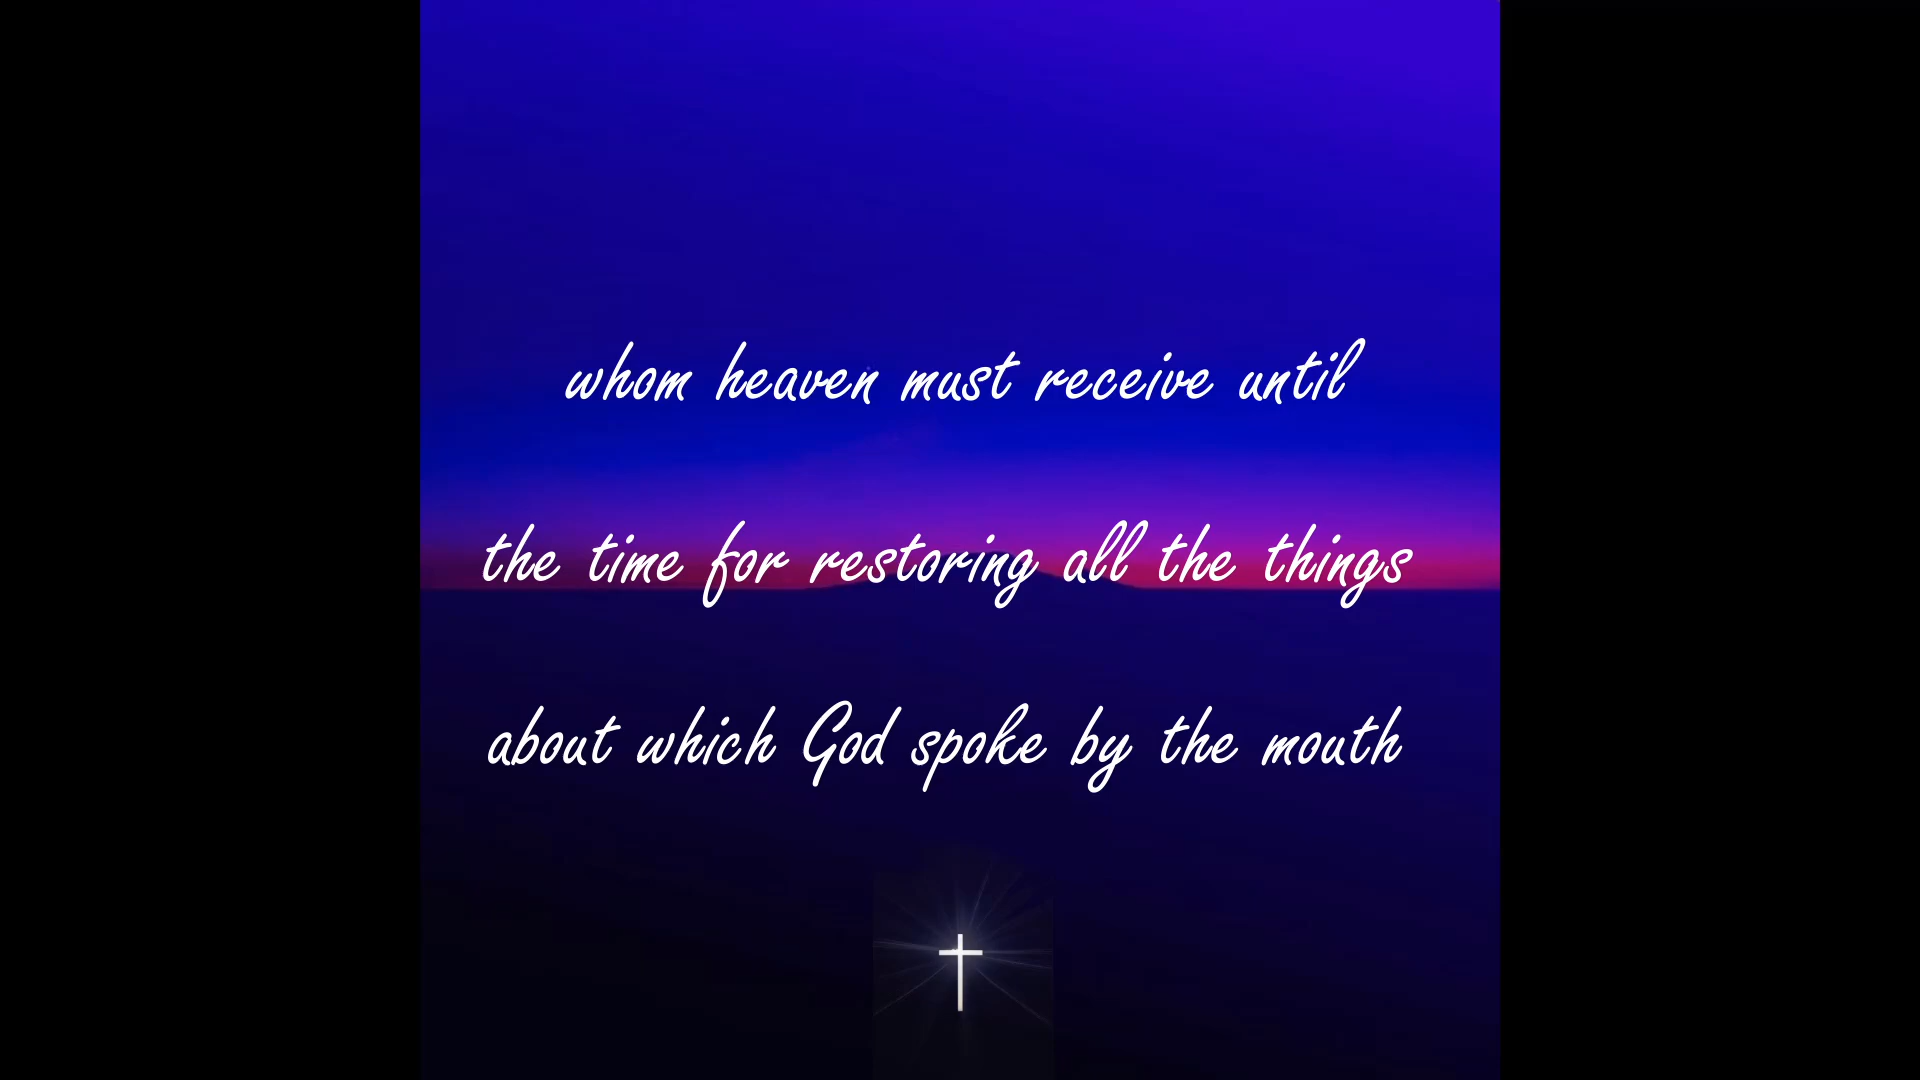 whom heaven must receive until
the time for restoring all the things
about which God spoke by the mouth